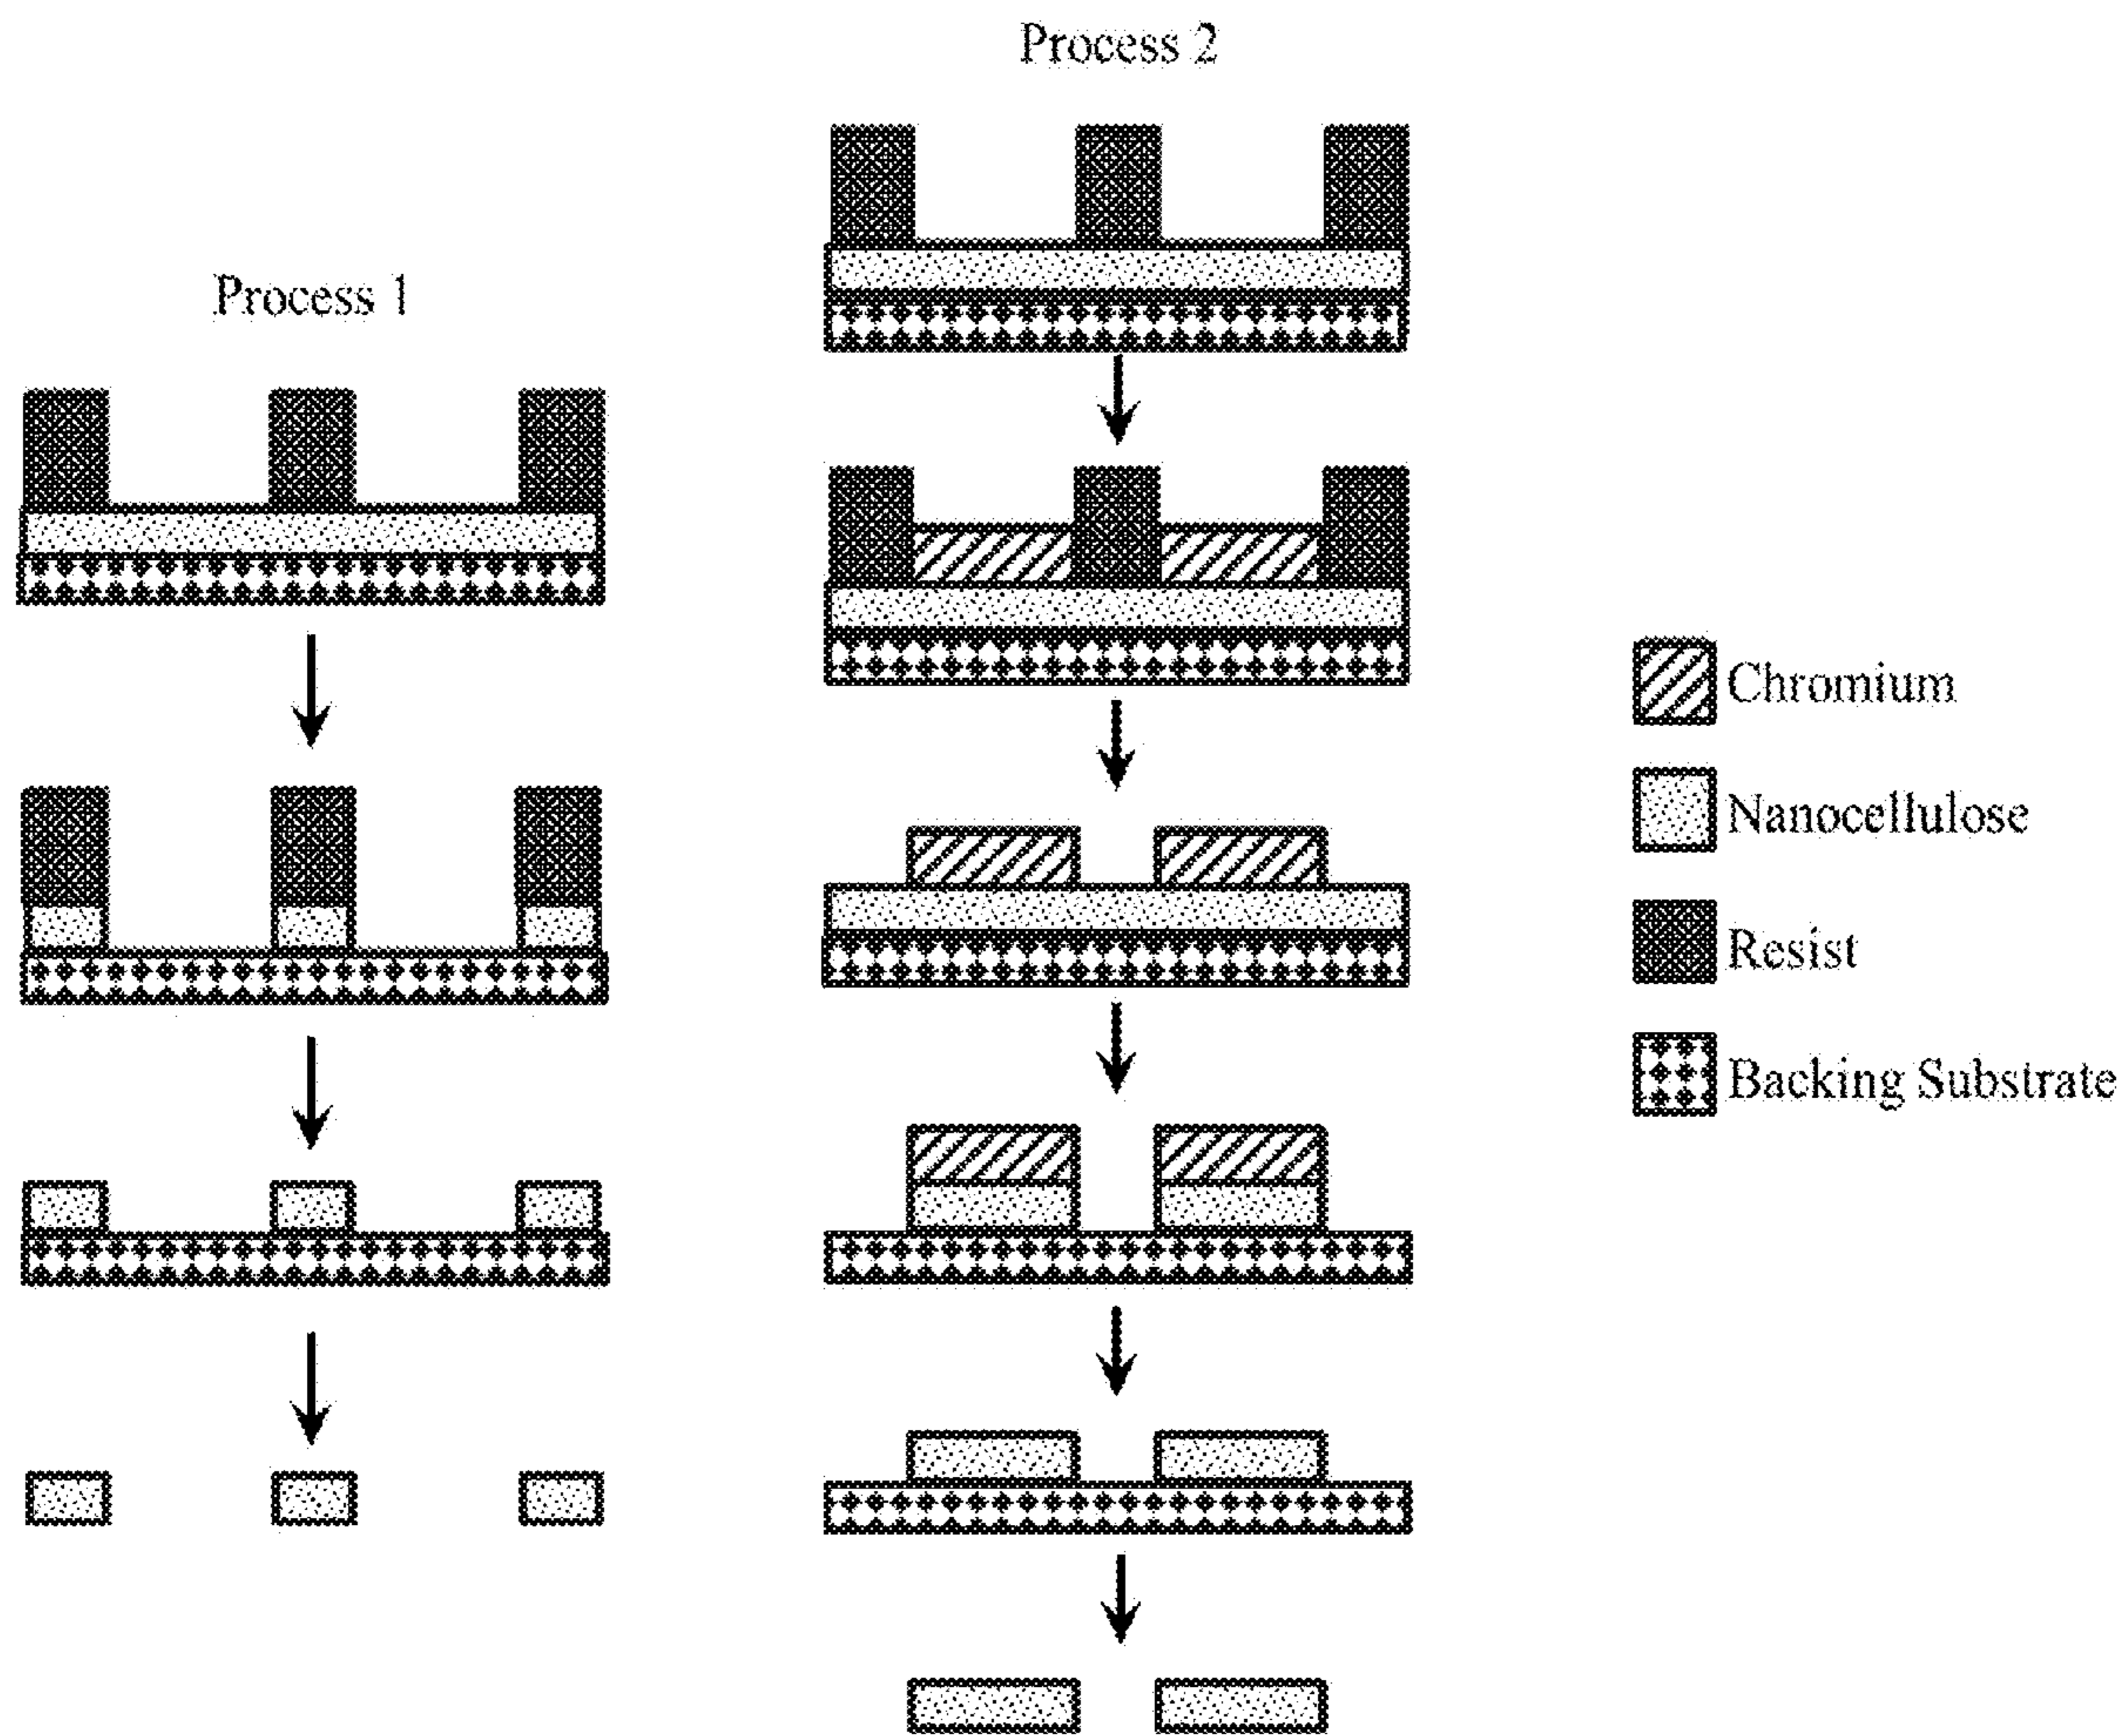 Process 1
Process 2
Chromium
Nanocellulose
Resist
Backing Substrate